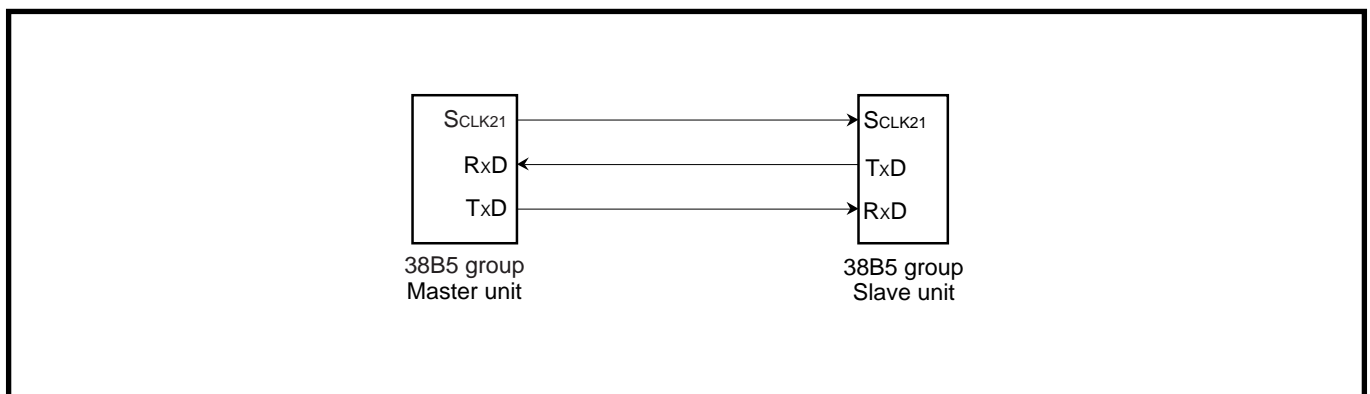 SCLK21
RxD
TxD
38B5 group
Master unit
SCLK21
TxD
RxD
38B5 group
Slave unit